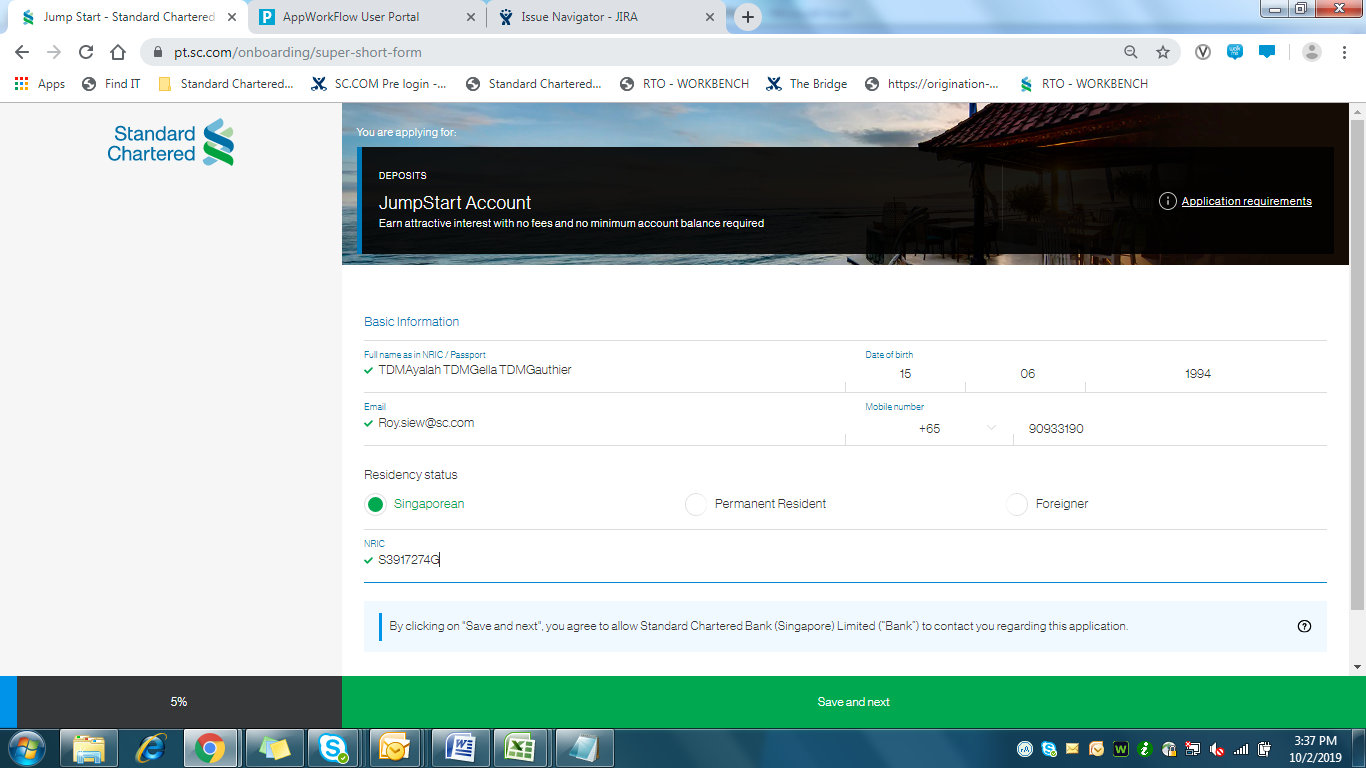 Jump Start - Standard Chartered
AppWorkFlow User Portal
Issue Navigator - JIRA
pt.sc.com/onboarding/super-short-form
Apps
Find IT
Standard Chartered...
SC.COM Pre login -...
Standard Chartered...
RTO - WORKBENCH
The Bridge
https://origination-...
RTO - WORKBENCH
Standard
Chartered
You are applying for:
DEPOSITS
JumpStart Account
Earn attractive interest with no fees and no minimum account balance required
Application requirements
Basic Information
Full name as in NRIC / Passport
TDMAyalah TDMGella TDMGauthier
Date of birth
15 06 1994
Email
Roy.siew@sc.com
Mobile number
+65 90933190
Residency status
Singaporean
Permanent Resident
Foreigner
NRIC
S3917274G
By clicking on "Save and next", you agree to allow Standard Chartered Bank (Singapore) Limited ("Bank") to contact you regarding this application.
5%
Save and next
3:37 PM
10/2/2019